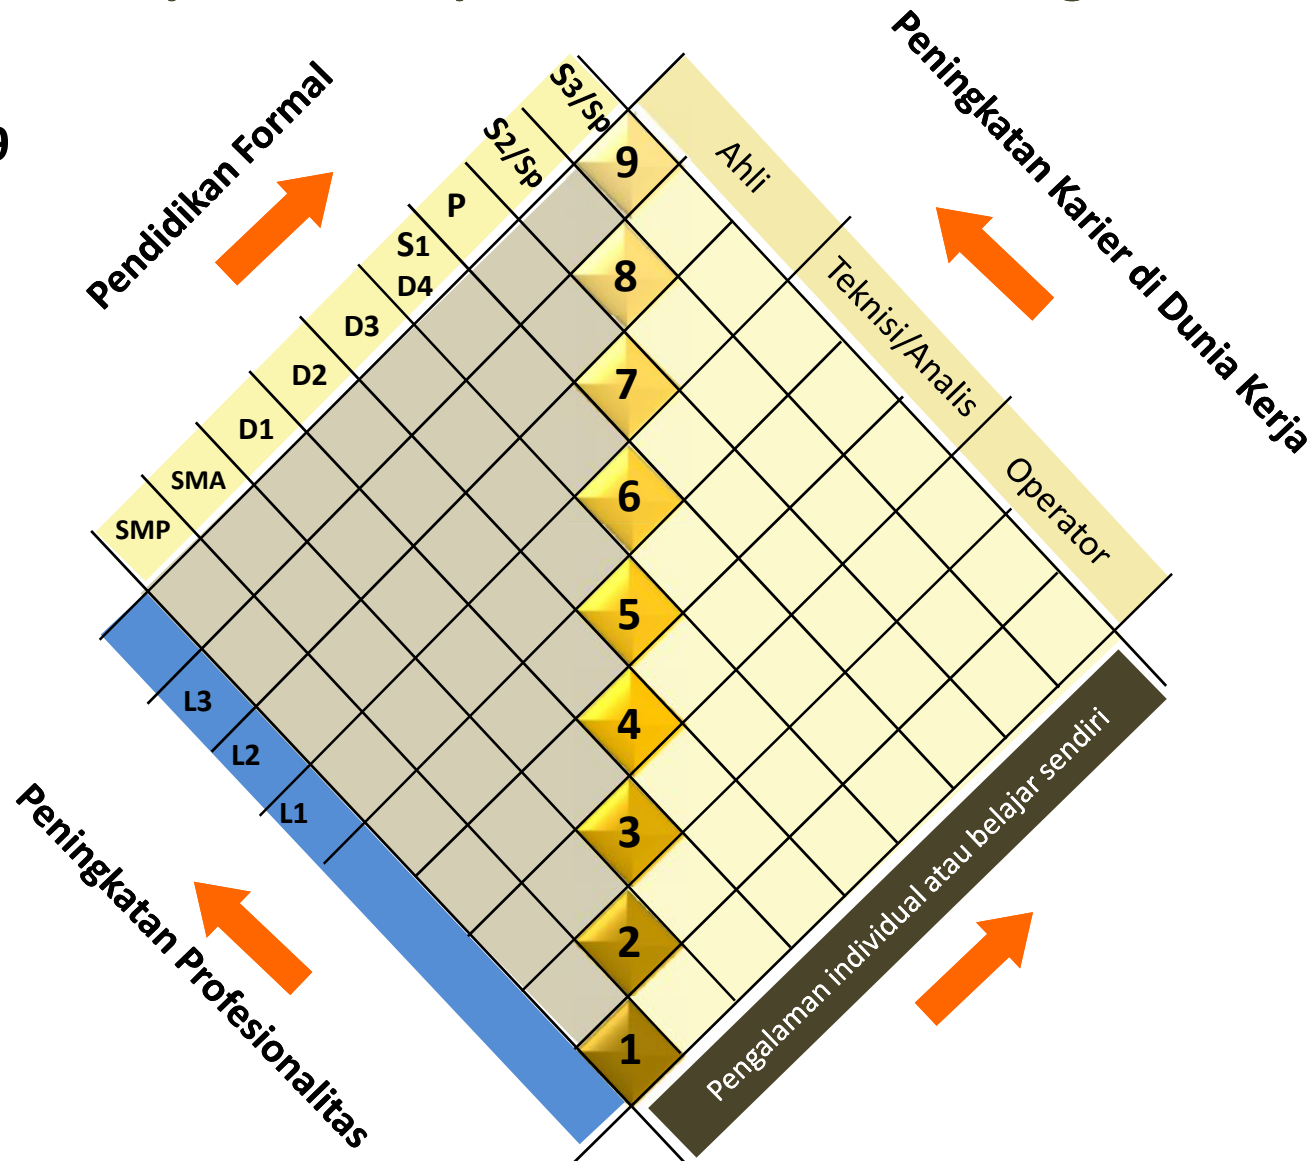 9
Pendidikan Formal
Peningkatan Karier di Dunia Kerja
S3/Sp
S2/Sp
P
S1
D4
D3
D2
D1
SMA
SMP
Ahli
Teknisi/Analis
Operator
9
8
7
6
5
4
3
2
1
L3
L2
L1
Peningkatan Profesionalitas
Pengalaman individual atau belajar sendiri